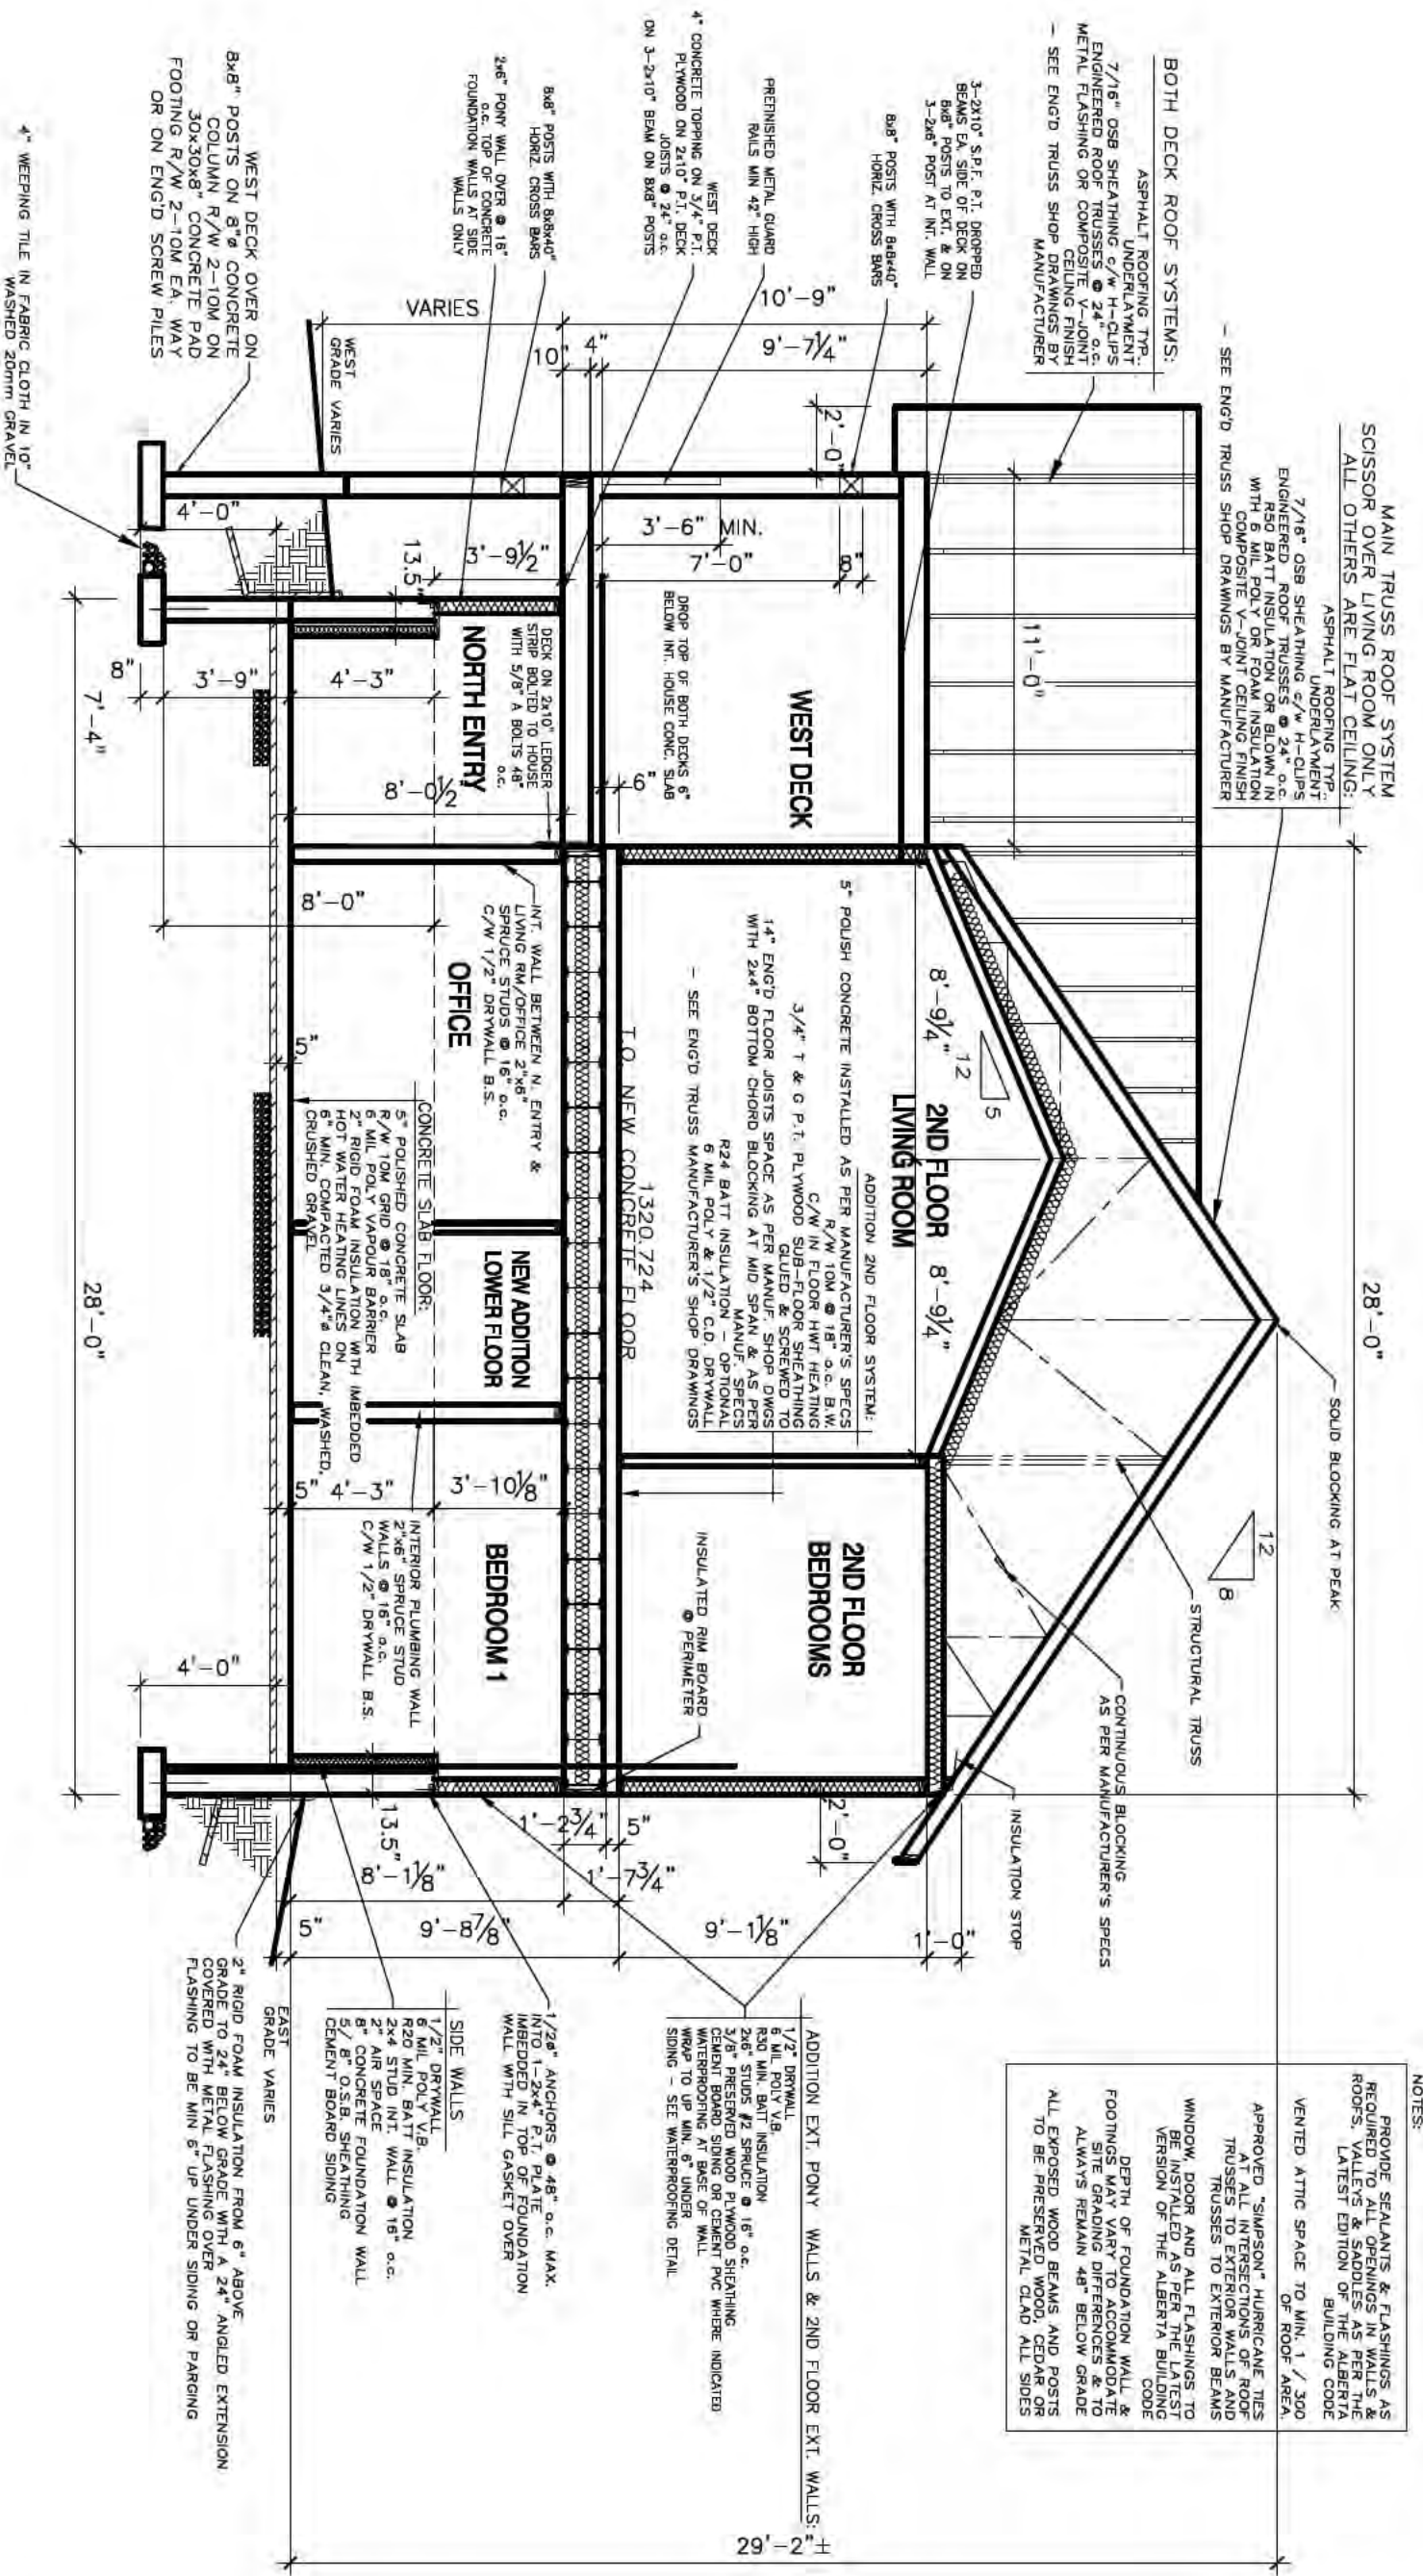 MAIN TRUSS ROOF SYSTEM
SCISSOR OVER LIVING ROOM ONLY
ALL OTHERS ARE FLAT CEILING:
ASPHALT ROOFING TYP..
UNDERLAYMENT
7/16" OSB SHEATHING c/w H-CLIPS
ENGINEERED ROOF TRUSSES @ 24" o.c.
R50 BATT INSULATION OR BLOWN IN
WITH 6 MIL POLY OR FOAM INSULATION
COMPOSITE V-JOINT CEILING FINISH
- SEE ENG'D TRUSS SHOP DRAWINGS BY MANUFACTURER
BOTH DECK ROOF SYSTEMS:
ASPHALT ROOFING TYP..
UNDERLAYMENT
7/16" OSB SHEATHING c/w H-CLIPS
ENGINEERED ROOF TRUSSES @ 24" o.c.
METAL FLASHING OR COMPOSITE V-JOINT
CEILING FINISH
- SEE ENG'D TRUSS SHOP DRAWINGS BY
MANUFACTURER
3-2X10" S.P.F. P.T. DROPPED
BEAMS EA. SIDE OF DECK ON
8x8" POSTS TO EXT. & ON
3-2x6" POST AT INT. WALL
8x8" POSTS WITH 8x8x40"
HORIZ. CROSS BARS
PREFINISHED METAL GUARD
RAILS MIN 42" HIGH
WEST DECK
4" CONCRETE TOPPING ON 3/4" P.T.
PLYWOOD ON 2x10" P.T. DECK
JOISTS @ 24" o.c.
ON 3-2x10" BEAM ON 8X8" POSTS
8x8" POSTS WITH 8x8x40"
HORIZ. CROSS BARS
2x6" PONY WALL OVER @ 16"
o.c. TOP OF CONCRETE
FOUNDATION WALLS AT SIDE
WALLS ONLY
WEST DECK OVER ON
8x8" POSTS ON 8"ø CONCRETE
COLUMN R/W 2-10M ON
30x30x8" CONCRETE PAD
FOOTING R/W 2-10M EA. WAY
OR ON ENG'D SCREW PILES
4" WEEPING TILE IN FABRIC CLOTH IN 10"
WASHED 20mm GRAVEL
28'-0"
SOLID BLOCKING AT PEAK
12
8
STRUCTURAL TRUSS
CONTINUOUS BLOCKING
AS PER MANUFACTURER'S SPECS
INSULATION STOP
11'-0"
2'-0"
10'-9"
9'-7¼"
4"
10"
VARIES
WEST
GRADE VARIES
8"
7'-0"
3'-6" MIN.
WEST DECK
DROP TOP OF BOTH DECKS 6"
BELOW INT. HOUSE CONC. SLAB
6"
12
5
8'-9¼"
8'-9¼"
2ND FLOOR
LIVING ROOM
ADDITION 2ND FLOOR SYSTEM:
5" POLISH CONCRETE INSTALLED AS PER MANUFACTURER'S SPECS
R/W 10M @ 18" o.c. B.W.
C/W IN FLOOR HWT HEATING
3/4" T & G P.T. PLYWOOD SUB-FLOOR SHEATHING
GLUED & SCREWED TO
14" ENG'D FLOOR JOISTS SPACE AS PER MANUF. SHOP DWGS
WITH 2x4" BOTTOM CHORD BLOCKING AT MID SPAN & AS PER
MANUF. SPECS
R24 BATT INSULATION - OPTIONAL
6 MIL POLY & 1/2" C.D. DRYWALL
- SEE ENG'D TRUSS MANUFACTURER'S SHOP DRAWINGS
1320.724
T.O. NEW CONCRETE FLOOR
2ND FLOOR
BEDROOMS
INSULATED RIM BOARD
@ PERIMETER
DECK ON 2x10" LEDGER
STRIP BOLTED TO HOUSE
WITH 5/8" A BOLTS 48"
o.c.
NORTH ENTRY
3'-9½"
13.5"
4'-0"
8'-0½"
4'-3"
3'-9"
8"
7'-4"
8'-0"
INT. WALL BETWEEN N. ENTRY &
LIVING RM/OFFICE 2"x6"
SPRUCE STUDS @ 16" o.c.
C/W 1/2" DRYWALL B.S.
OFFICE
5"
CONCRETE SLAB FLOOR:
5" POLISHED CONCRETE SLAB
R/W 10M GRID @ 18" o.c.
6 MIL POLY VAPOUR BARRIER
2" RIGID FOAM INSULATION WITH IMBEDDED
HOT WATER HEATING LINES ON
6" MIN. COMPACTED 3/4"ø CLEAN, WASHED,
CRUSHED GRAVEL
NEW ADDITION
LOWER FLOOR
3'-10⅛"
4'-3"
5"
BEDROOM 1
INTERIOR PLUMBING WALL
2"x6" SPRUCE STUD
WALLS @ 16" o.c.
C/W 1/2" DRYWALL B.S.
4'-0"
28'-0"
2'-0"
5"
1'-2¾"
1'-7¾"
13.5"
8'-1⅛"
5"
9'-8⅞"
9'-1⅛"
1'-0"
EAST
GRADE VARIES
29'-2"±
NOTES:
PROVIDE SEALANTS & FLASHINGS AS
REQUIRED TO ALL OPENINGS IN WALLS &
ROOFS, VALLEYS & SADDLES AS PER THE
LATEST EDITION OF THE ALBERTA
BUILDING CODE
VENTED ATTIC SPACE TO MIN. 1 / 300
OF ROOF AREA.
APPROVED "SIMPSON" HURRICANE TIES
AT ALL INTERSECTIONS OF ROOF
TRUSSES TO EXTERIOR WALLS AND
TRUSSES TO EXTERIOR BEAMS
WINDOW, DOOR AND ALL FLASHINGS TO
BE INSTALLED AS PER THE LATEST
VERSION OF THE ALBERTA BUILDING
CODE
DEPTH OF FOUNDATION WALL &
FOOTINGS MAY VARY TO ACCOMMODATE
SITE GRADING DIFFERENCES & TO
ALWAYS REMAIN 48" BELOW GRADE
ALL EXPOSED WOOD BEAMS AND POSTS
TO BE PRESERVED WOOD, CEDAR OR
METAL CLAD ALL SIDES
ADDITION EXT. PONY WALLS & 2ND FLOOR EXT. WALLS:
1/2" DRYWALL
6 MIL POLY V.B.
R30 MIN. BATT INSULATION
2x6" STUDS #2 SPRUCE @ 16" o.c.
3/8" PRESERVED WOOD PLYWOOD SHEATHING
CEMENT BOARD SIDING OR CEMENT PVC WHERE INDICATED
WATERPROOFING AT BASE OF WALL
WRAP TO UP MIN. 6" UNDER
SIDING - SEE WATERPROOFING DETAIL
1/2ø" ANCHORS @ 48" o.c. MAX.
INTO 1-2x4" P.T. PLATE
IMBEDDED IN TOP OF FOUNDATION
WALL WITH SILL GASKET OVER
SIDE WALLS
1/2" DRYWALL
6 MIL POLY V.B.
R20 MIN. BATT INSULATION
2x4 STUD INT. WALL @ 16" o.c.
2" AIR SPACE
8" CONCRETE FOUNDATION WALL
5/ 8" O.S.B. SHEATHING
CEMENT BOARD SIDING
2" RIGID FOAM INSULATION FROM 6" ABOVE
GRADE TO 24" BELOW GRADE WITH A 24" ANGLED EXTENSION
COVERED WITH METAL FLASHING OVER
FLASHING TO BE MIN 6" UP UNDER SIDING OR PARGING